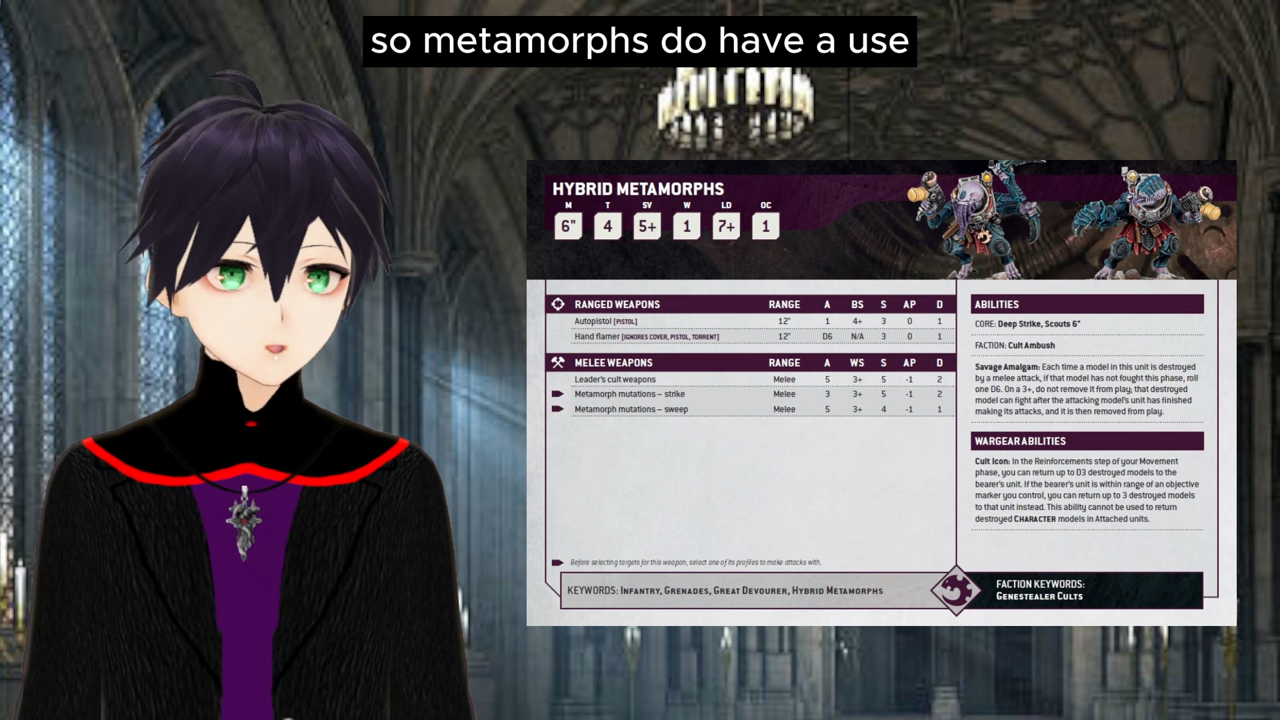 so metamorphs do have a use
HYBRID METAMORPHS
M T SV W LD OC
6" 4 5+ 1 7+ 1
RANGED WEAPONS RANGE A BS S AP D
Autopistol [PISTOL] 12" 1 4+ 3 0 1
Hand flamer [IGNORES COVER, PISTOL, TORRENT] 12" D6 N/A 3 0 1
MELEE WEAPONS RANGE A WS S AP D
Leader's cult weapons Melee 5 3+ 5 -1 2
Metamorph mutations – strike Melee 3 3+ 5 -1 2
Metamorph mutations – sweep Melee 5 3+ 4 -1 1
Before selecting targets for this weapon, select one of its profiles to make attacks with.
ABILITIES
CORE: Deep Strike, Scouts 6"
FACTION: Cult Ambush
Savage Amalgam: Each time a model in this unit is destroyed
by a melee attack, if that model has not fought this phase, roll
one D6. On a 3+, do not remove it from play; that destroyed
model can fight after the attacking model's unit has finished
making its attacks, and it is then removed from play.
WARGEAR ABILITIES
Cult Icon: In the Reinforcements step of your Movement
phase, you can return up to D3 destroyed models to the
bearer's unit. If the bearer's unit is within range of an objective
marker you control, you can return up to 3 destroyed models
to that unit instead. This ability cannot be used to return
destroyed CHARACTER models in Attached units.
KEYWORDS: INFANTRY, GRENADES, GREAT DEVOURER, HYBRID METAMORPHS
FACTION KEYWORDS:
GENESTEALER CULTS